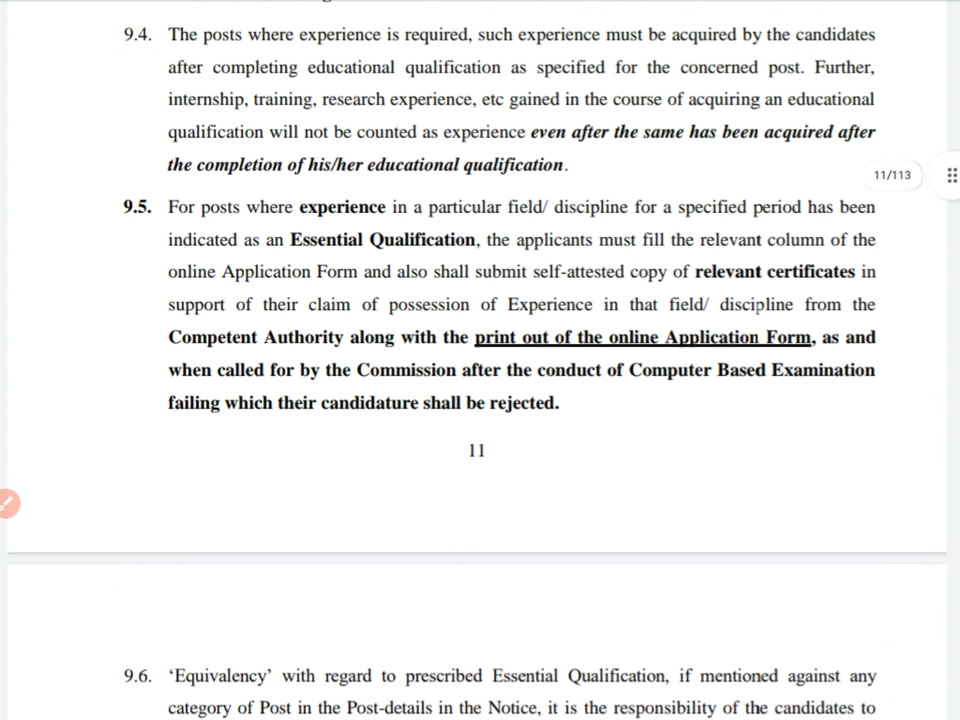 9.4. The posts where experience is required, such experience must be acquired by the candidates
after completing educational qualification as specified for the concerned post. Further,
internship, training, research experience, etc gained in the course of acquiring an educational
qualification will not be counted as experience even after the same has been acquired after
the completion of his/her educational qualification.
11/113
9.5. For posts where experience in a particular field/ discipline for a specified period has been
indicated as an Essential Qualification, the applicants must fill the relevant column of the
online Application Form and also shall submit self-attested copy of relevant certificates in
support of their claim of possession of Experience in that field/ discipline from the
Competent Authority along with the print out of the online Application Form, as and
when called for by the Commission after the conduct of Computer Based Examination
failing which their candidature shall be rejected.
11
9.6. ‘Equivalency’ with regard to prescribed Essential Qualification, if mentioned against any
category of Post in the Post-details in the Notice, it is the responsibility of the candidates to